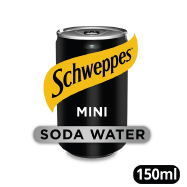 Schweppes
MINI
SODA WATER
150ml